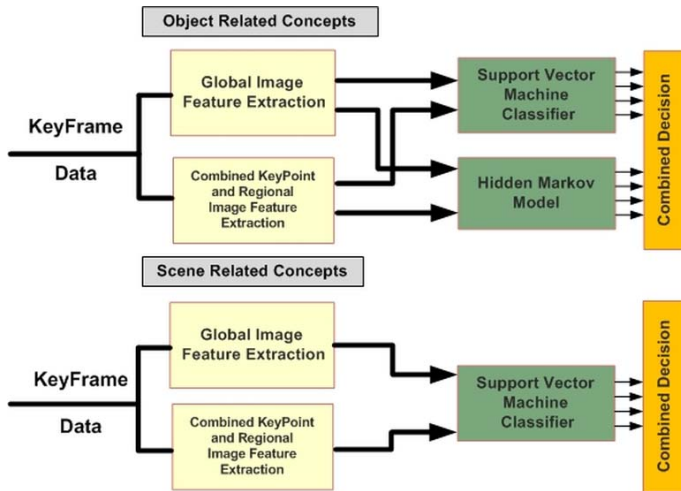 Object Related Concepts
KeyFrame
Data
Global Image
Feature Extraction
Combined KeyPoint
and Regional
Image Feature
Extraction
Support Vector
Machine
Classifier
Hidden Markov
Model
Combined Decision
Scene Related Concepts
KeyFrame
Data
Global Image
Feature Extraction
Combined KeyPoint
and Regional
Image Feature
Extraction
Support Vector
Machine
Classifier
Combined Decision